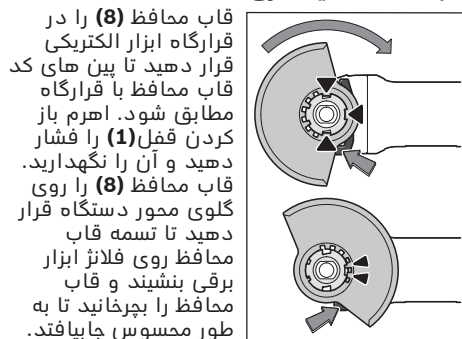 قاب محافظ (8) را در
قرارگاه ابزار الکتریکی
قرار دهید تا پین های کد
قاب محافظ با قرارگاه
مطابق شود. اهرم باز
کردن قفل(1) را فشار
دهید و آن را نگهدارید.
قاب محافظ (8) را روی
گلوی محور دستگاه قرار
دهید تا تسمه قاب
محافظ روی فلانژ ابزار
برقی بنشیند و قاب
محافظ را بچرخانید تا به
طور محسوس جابیافتد.